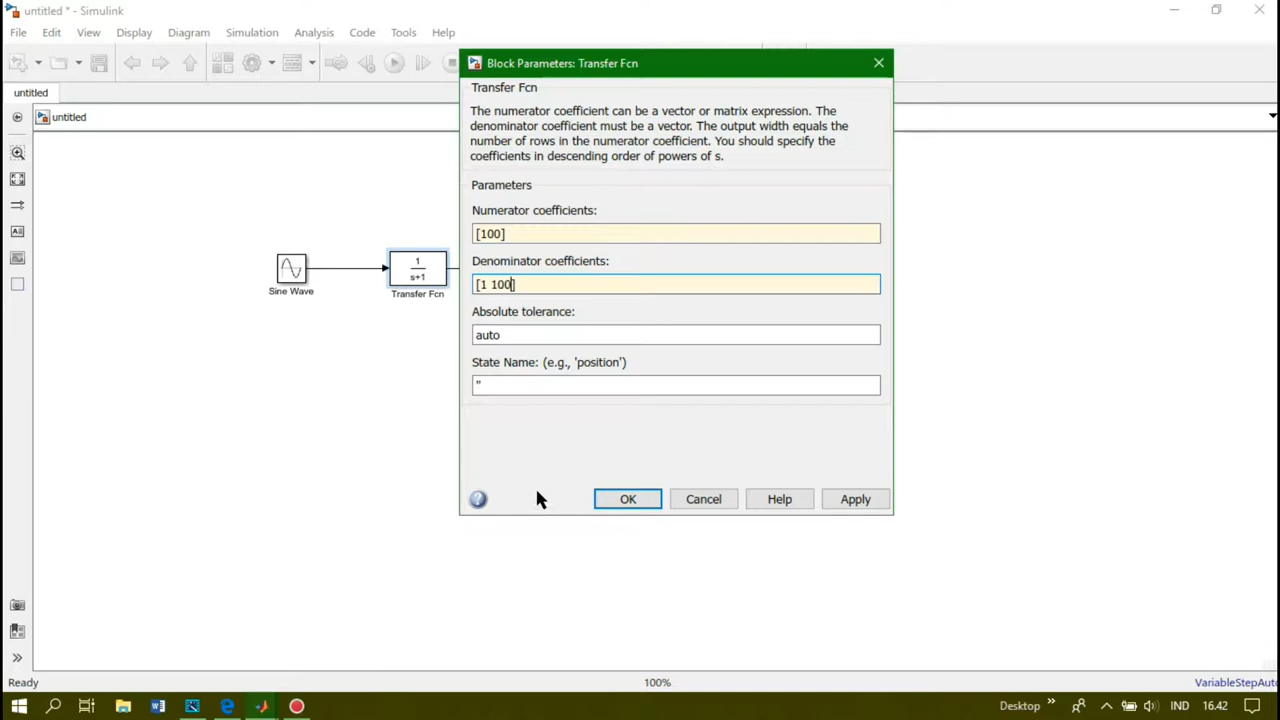 untitled * - Simulink
File Edit View Display Diagram Simulation Analysis Code Tools Help
untitled
untitled
Block Parameters: Transfer Fcn
Transfer Fcn
The numerator coefficient can be a vector or matrix expression. The
denominator coefficient must be a vector. The output width equals the
number of rows in the numerator coefficient. You should specify the
coefficients in descending order of powers of s.
Parameters
Numerator coefficients:
[100]
Denominator coefficients:
[1 100]
Absolute tolerance:
auto
State Name: (e.g., 'position')
''
OK Cancel Help Apply
Sine Wave
1
s+1
Transfer Fcn
Ready 100% VariableStepAuto
Desktop » IND 16.42